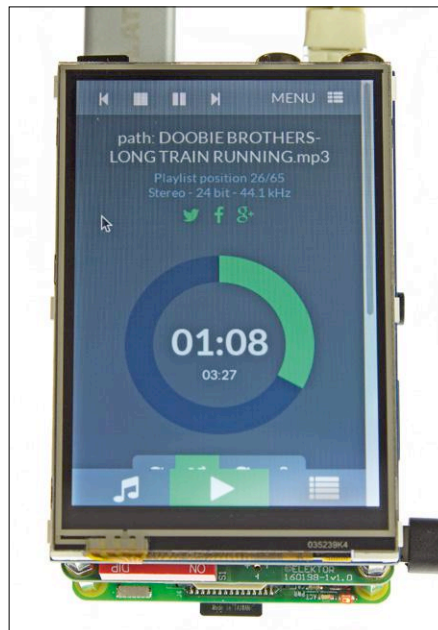 MENU
path: DOOBIE BROTHERS-
LONG TRAIN RUNNING.mp3
Playlist position 26/65
Stereo - 24 bit - 44.1 kHz
01:08
03:27
035239K4
ON DIP
ELEKTOR
160198-1v1.0